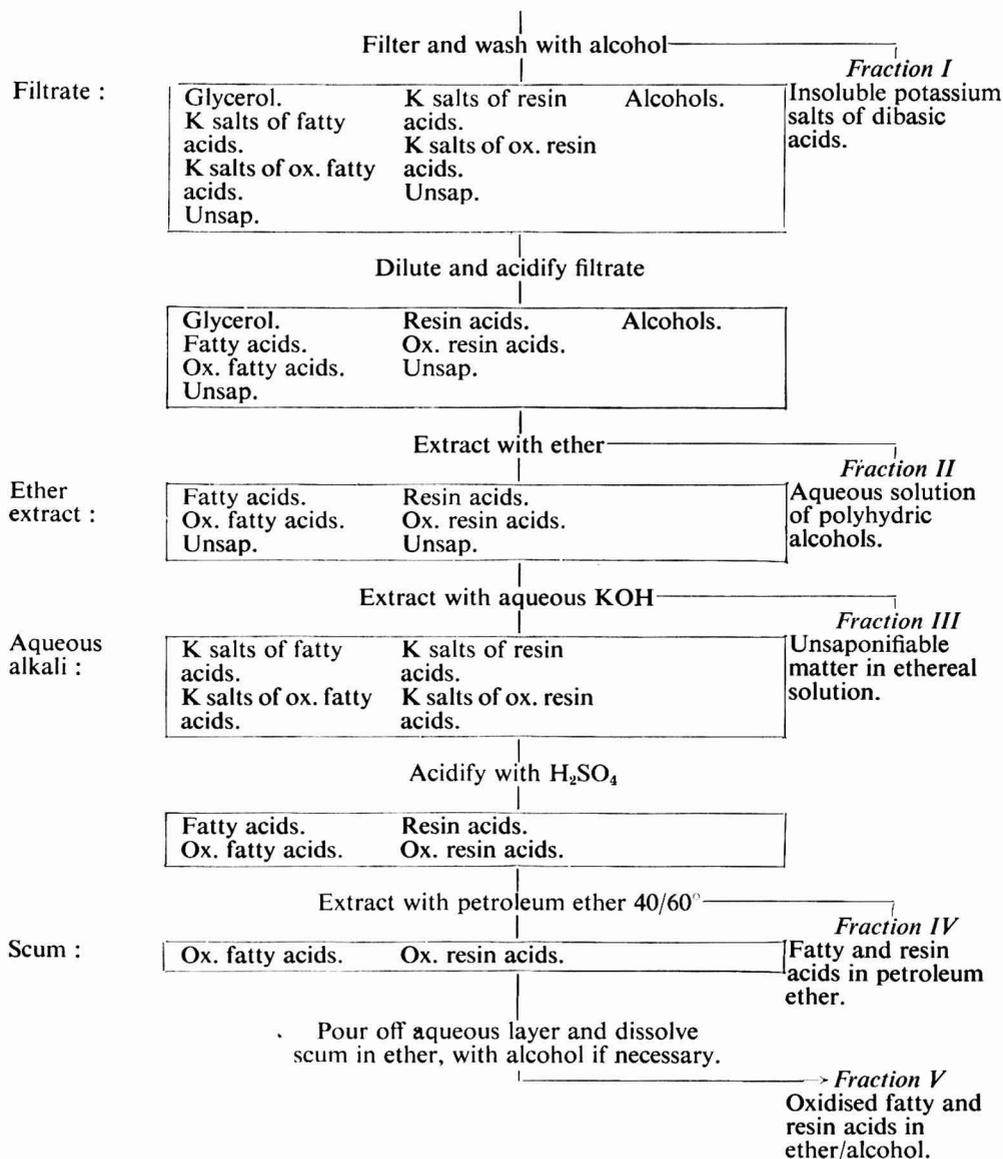 Filter and wash with alcohol
Fraction I
Insoluble potassium
salts of dibasic
acids.
Filtrate :
Glycerol.
K salts of fatty
acids.
K salts of ox. fatty
acids.
Unsap.
K salts of resin
acids.
K salts of ox. resin
acids.
Unsap.
Alcohols.
Dilute and acidify filtrate
Glycerol.
Fatty acids.
Ox. fatty acids.
Unsap.
Resin acids.
Ox. resin acids.
Unsap.
Alcohols.
Extract with ether
Fraction II
Aqueous solution
of polyhydric
alcohols.
Ether
extract :
Fatty acids.
Ox. fatty acids.
Unsap.
Resin acids.
Ox. resin acids.
Unsap.
Extract with aqueous KOH
Fraction III
Unsaponifiable
matter in ethereal
solution.
Aqueous
alkali :
K salts of fatty
acids.
K salts of ox. fatty
acids.
K salts of resin
acids.
K salts of ox. resin
acids.
Acidify with H₂SO₄
Fatty acids.
Ox. fatty acids.
Resin acids.
Ox. resin acids.
Extract with petroleum ether 40/60°
Fraction IV
Fatty and resin
acids in petroleum
ether.
Scum :
Ox. fatty acids.
Ox. resin acids.
Pour off aqueous layer and dissolve
scum in ether, with alcohol if necessary.
Fraction V
Oxidised fatty and
resin acids in
ether/alcohol.